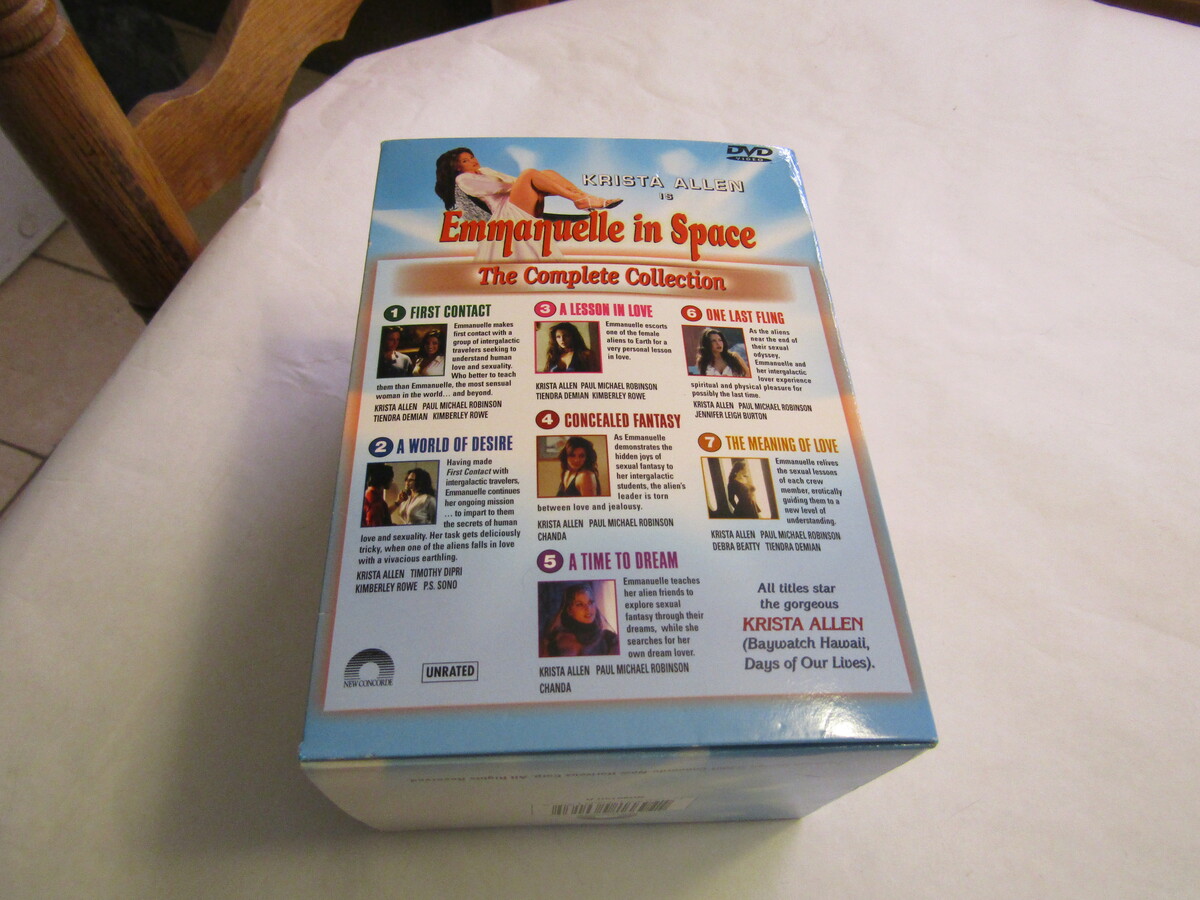 DVD
VIDEO
KRISTA ALLEN
IS
Emmanuelle in Space
The Complete Collection
1 FIRST CONTACT
Emmanuelle makes
first contact with a
group of intergalactic
travelers seeking to
understand human
love and sexuality.
Who better to teach
them than Emmanuelle, the most sensual
woman in the world... and beyond.
KRISTA ALLEN PAUL MICHAEL ROBINSON
TIENDRA DEMIAN KIMBERLEY ROWE
2 A WORLD OF DESIRE
Having made
First Contact with
intergalactic travelers,
Emmanuelle continues
her ongoing mission
... to impart to them
the secrets of human
love and sexuality. Her task gets deliciously
tricky, when one of the aliens falls in love
with a vivacious earthling.
KRISTA ALLEN TIMOTHY DIPRI
KIMBERLEY ROWE P.S. SONO
3 A LESSON IN LOVE
Emmanuelle escorts
one of the female
aliens to Earth for a
very personal lesson
in love.
KRISTA ALLEN PAUL MICHAEL ROBINSON
TIENDRA DEMIAN KIMBERLEY ROWE
4 CONCEALED FANTASY
As Emmanuelle
demonstrates the
hidden joys of
sexual fantasy to
her intergalactic
students, the alien's
leader is torn
between love and jealousy.
KRISTA ALLEN PAUL MICHAEL ROBINSON
CHANDA
5 A TIME TO DREAM
Emmanuelle teaches
her alien friends to
explore sexual
fantasy through their
dreams, while she
searches for her
own dream lover.
KRISTA ALLEN PAUL MICHAEL ROBINSON
CHANDA
6 ONE LAST FLING
As the aliens
near the end of
their sexual
odyssey,
Emmanuelle and
her intergalactic
lover experience
spiritual and physical pleasure for
possibly the last time.
KRISTA ALLEN PAUL MICHAEL ROBINSON
JENNIFER LEIGH BURTON
7 THE MEANING OF LOVE
Emmanuelle relives
the sexual lessons
of each crew
member, erotically
guiding them to a
new level of
understanding.
KRISTA ALLEN PAUL MICHAEL ROBINSON
DEBRA BEATTY TIENDRA DEMIAN
All titles star
the gorgeous
KRISTA ALLEN
(Baywatch Hawaii,
Days of Our Lives).
NEW CONCORDE
UNRATED
All Rights Reserved